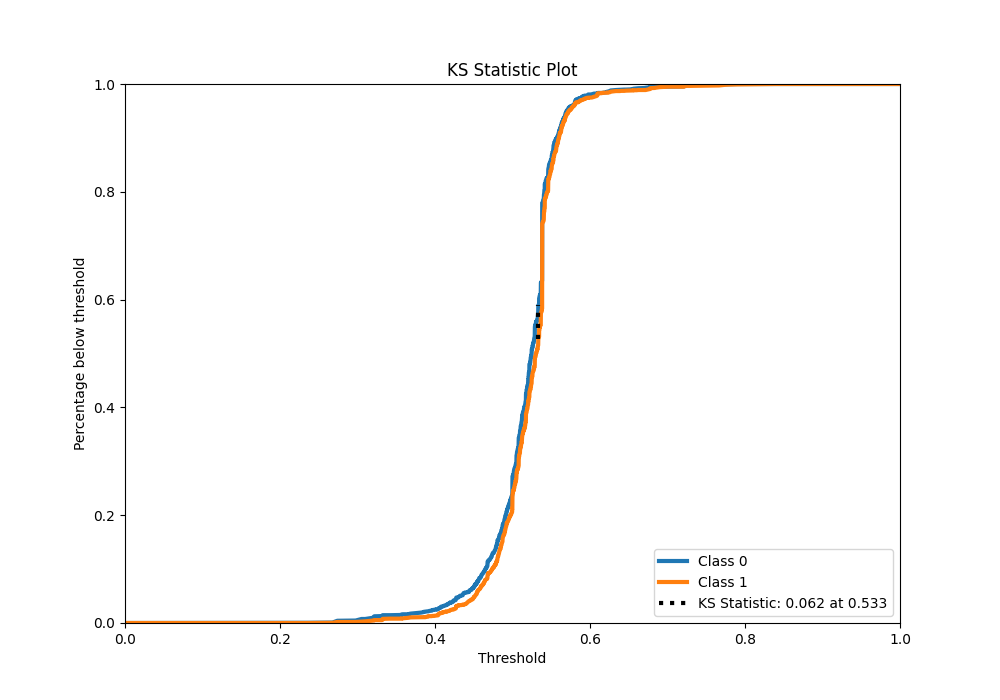 KS Statistic Plot
Percentage below threshold
1.0
0.8
0.6
0.4
0.2
0.0
0.0 0.2 0.4 0.6 0.8 1.0
Threshold
Class 0
Class 1
KS Statistic: 0.062 at 0.533